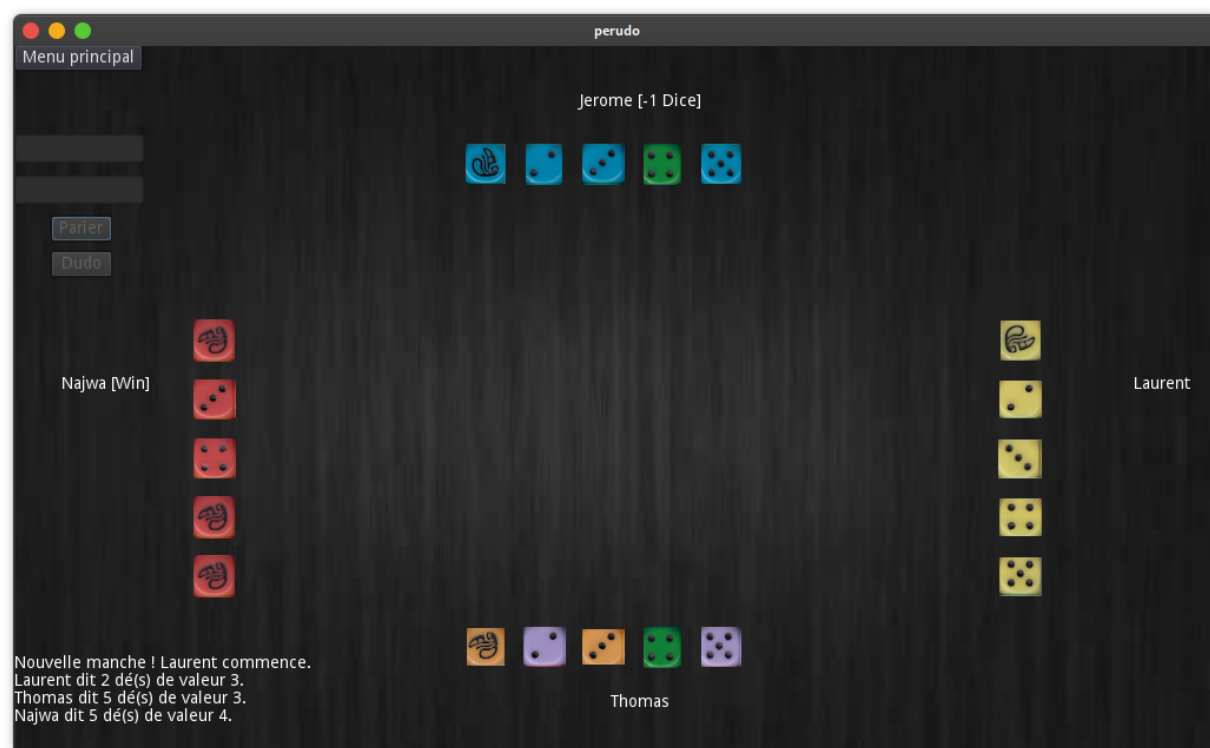 perudo
Menu principal
Jerome [-1 Dice]
Parier
Dudo
Najwa [Win]
Laurent
Nouvelle manche ! Laurent commence.
Laurent dit 2 dé(s) de valeur 3.
Thomas dit 5 dé(s) de valeur 3.
Najwa dit 5 dé(s) de valeur 4.
Thomas